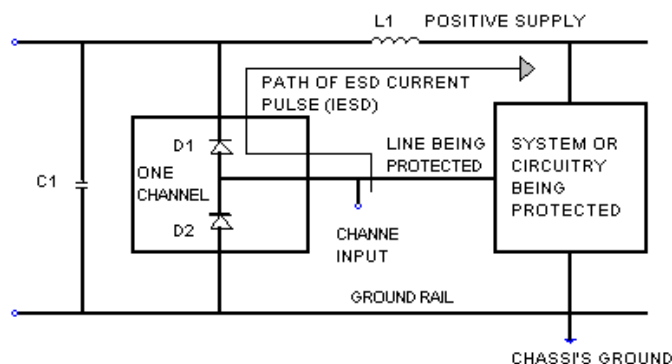 L1 POSITIVE SUPPLY
PATH OF ESD CURRENT
PULSE (IESD)
D1
LINE BEING
PROTECTED
SYSTEM OR
CIRCUITRY
BEING
PROTECTED
C1
ONE
CHANNEL
D2
CHANNE
INPUT
GROUND RAIL
CHASSI'S GROUND